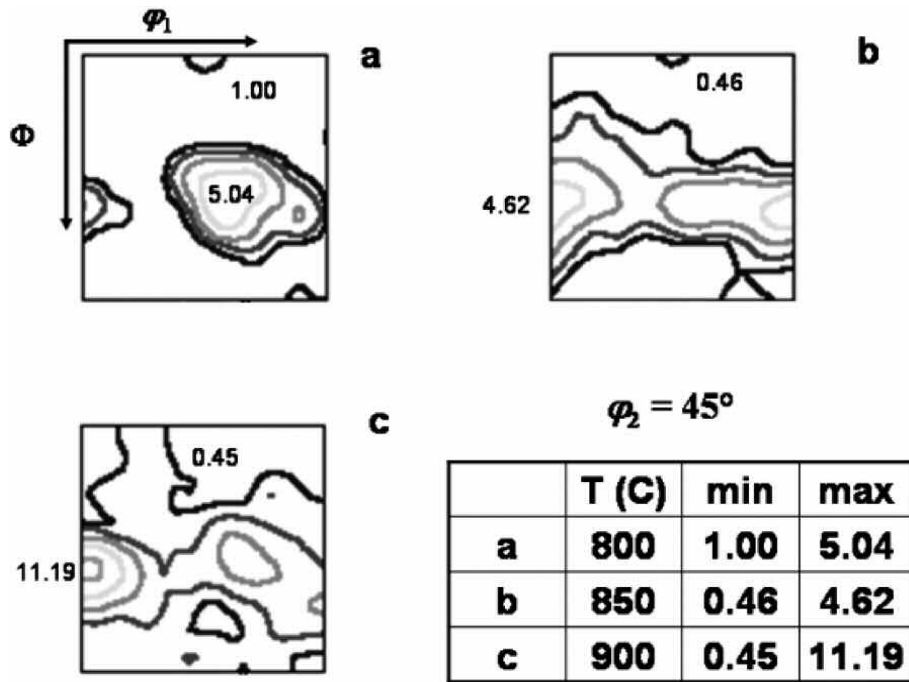 φ₁
a
b
Φ
1.00
0.46
5.04
4.62
c
φ₂ = 45°
0.45
11.19
T (C) min max
a 800 1.00 5.04
b 850 0.46 4.62
c 900 0.45 11.19